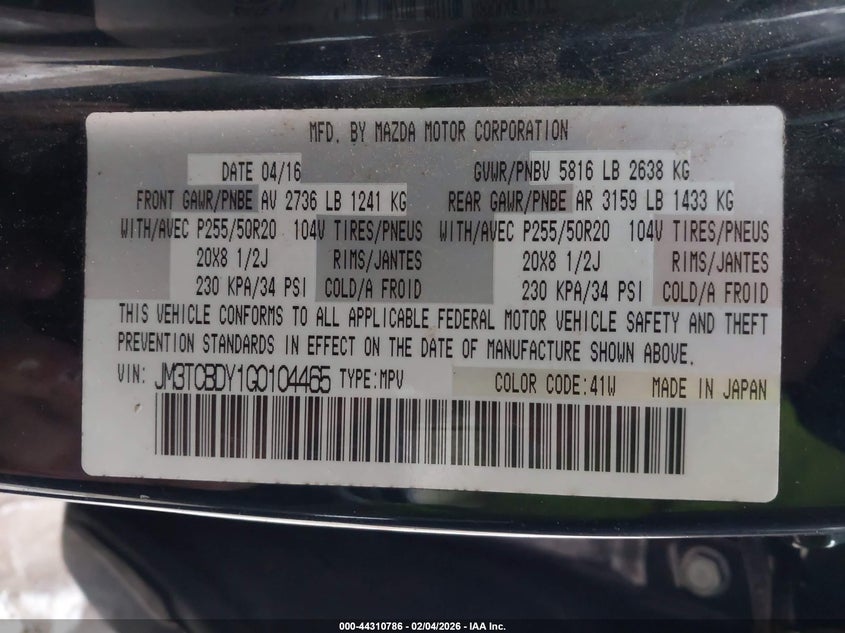 MFD. BY MAZDA MOTOR CORPORATION
DATE 04/16 GVWR/PNBV 5816 LB 2638 KG
FRONT GAWR/PNBE AV 2736 LB 1241 KG REAR GAWR/PNBE AR 3159 LB 1433 KG
WITH/AVEC P255/50R20 104V TIRES/PNEUS WITH/AVEC P255/50R20 104V TIRES/PNEUS
20X8 1/2J RIMS/JANTES 20X8 1/2J RIMS/JANTES
230 KPA/34 PSI COLD/A FROID 230 KPA/34 PSI COLD/A FROID
THIS VEHICLE CONFORMS TO ALL APPLICABLE FEDERAL MOTOR VEHICLE SAFETY AND THEFT
PREVENTION STANDARDS IN EFFECT ON THE DATE OF MANUFACTURE SHOWN ABOVE.
VIN: JM3TCBDY1G0104465 TYPE:MPV COLOR CODE:41W MADE IN JAPAN
000-44310786 - 02/04/2026 - IAA Inc.